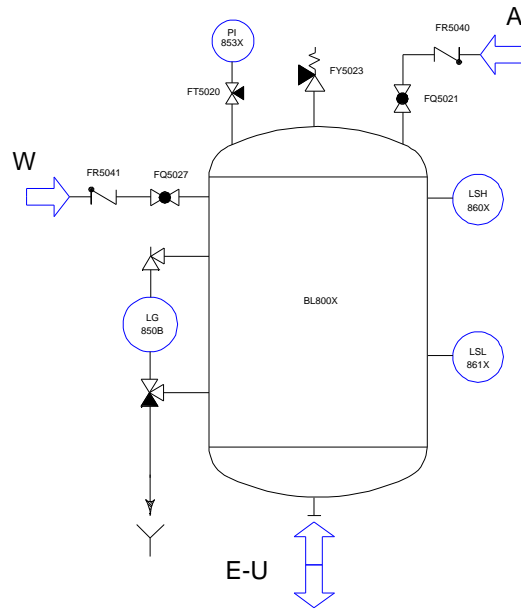 PI
853X
A
FR5040
FY5023
FT5020
FQ5021
W
FR5041
FQ5027
LSH
860X
BL800X
LG
850B
LSL
861X
E-U